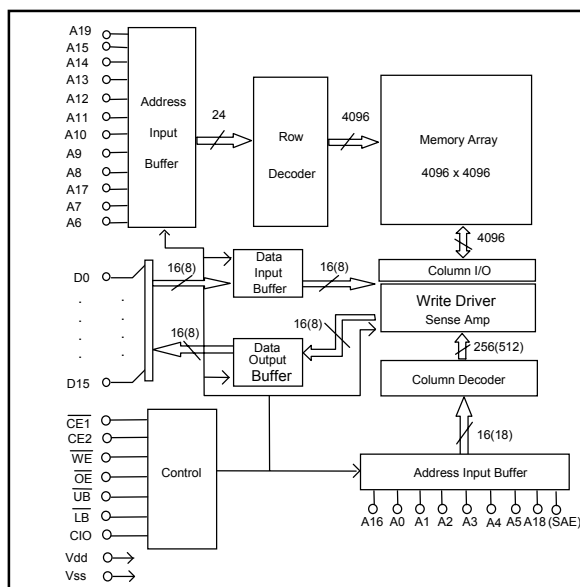 A19
A15
A14
A13
A12
A11
A10
A9
A8
A17
A7
A6
Address
Input
Buffer
24
Row
Decoder
4096
Memory Array
4096 x 4096
4096
D0
D15
16(8)
Data
Input
Buffer
16(8)
Column I/O
Write Driver
Sense Amp
16(8)
Data
Output
Buffer
16(8)
256(512)
Column Decoder
16(18)
CE1
CE2
WE
OE
UB
LB
CIO
Vdd
Vss
Control
Address Input Buffer
A16 A0 A1 A2 A3 A4 A5 A18 (SAE)